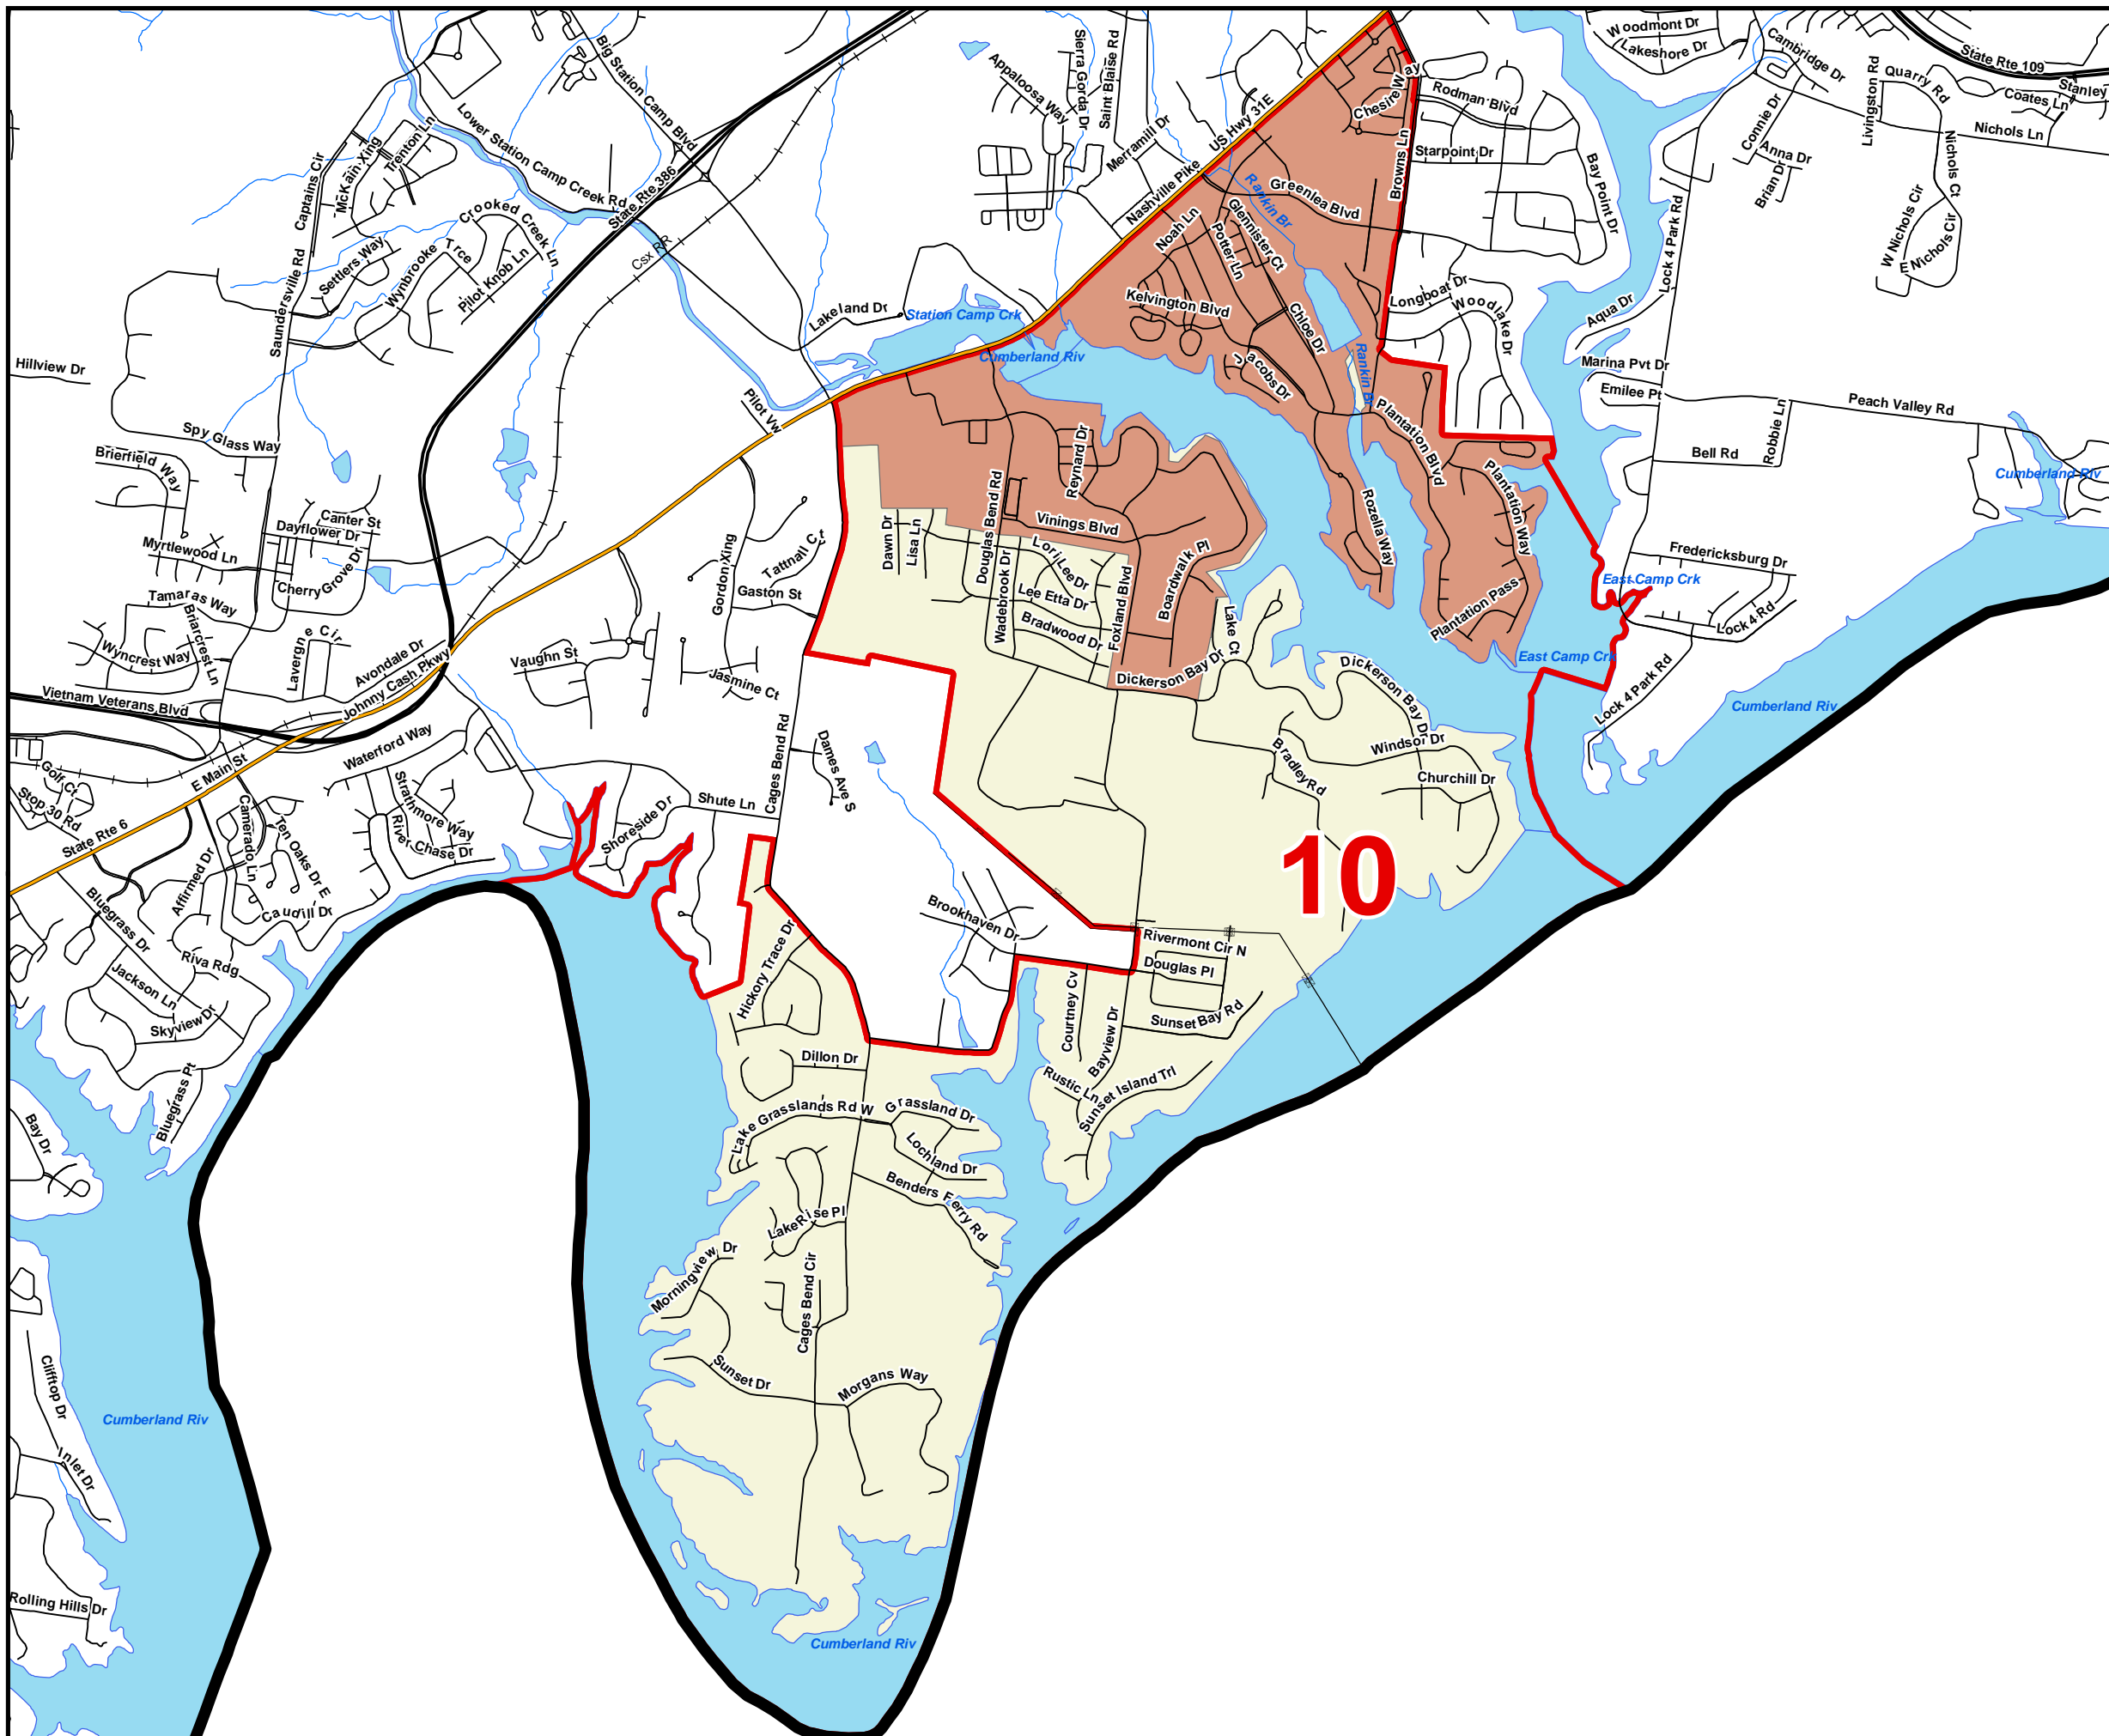 Woodmont Dr
Lakeshore Dr
Cambridge Dr
State Rte 109
Stanley
Coates Ln
Quarry Rd
Livingston Rd
Nichols Ln
Nichols Ct
Connie Dr
Anna Dr
Brian Dr
W Nichols Cir
E Nichols Cir
Big Station Camp Blvd
Sierra Gorda Dr
Saint Blaise Rd
Appaloosa Way
Merramill Dr
US Hwy 31E
Nashville Pike
Chesire Way
Rodman Blvd
Starpoint Dr
Browns Ln
Bay Point Dr
Lock 4 Park Rd
Lower Station Camp Creek Rd
State Rte 386
Csx RR
Captains Cir
McKain Xing
Trenton Ln
Crooked Creek Ln
Settlers Way
Wynbrooke Trce
Pilot Knob Ln
Saundersville Rd
Rankin Br
Greenlea Blvd
Noah Ln
Glennister Ct
Potter Ln
Kelvington Blvd
Chloe Dr
Jacobs Dr
Rankin Br
Longboat Dr
Woodlake Dr
Aqua Dr
Marina Pvt Dr
Emilee Pt
Peach Valley Rd
Robbie Ln
Bell Rd
Cumberland Riv
Lakeland Dr
Station Camp Crk
Cumberland Riv
Hillview Dr
Pilot Vw
Spy Glass Way
Brierfield Way
Canter St
Dayflower Dr
Myrtlewood Ln
Cherry Grove Dr
Tamaras Way
Briarcrest Ln
Lavergne Cir
Wyncrest Way
Avondale Dr
Johnny Cash Pkwy
Vietnam Veterans Blvd
Gordon Xing
Tattnall Ct
Gaston St
Vaughn St
Jasmine Ct
Plantation Blvd
Plantation Way
Plantation Pass
Rozella Way
Reynard Dr
Douglas Bend Rd
Vinings Blvd
Dawn Dr
Lisa Ln
Lori Lee Dr
Lee Etta Dr
Wadebrook Dr
Bradwood Dr
Foxland Blvd
Boardwalk Pl
Lake Ct
Dickerson Bay Dr
Dickerson Bay Dr
Fredericksburg Dr
East Camp Crk
Lock 4 Rd
East Camp Crk
Lock 4 Park Rd
Cumberland Riv
Windsor Dr
Churchill Dr
Bradley Rd
10
Waterford Way
E Main St
Golf Ct
Stop 30 Rd
State Rte 6
Strathmore Way
River Chase Dr
Camerado Ln
Ten Oaks Dr E
Affirmed Dr
Caudill Dr
Bluegrass Dr
Riva Rdg
Jackson Ln
Skyview Dr
Bluegrass Pt
Bay Dr
Shoreside Dr
Shute Ln
Cages Bend Rd
Dames Ave S
Brookhaven Dr
Hickory Trace Dr
Rivermont Cir N
Douglas Pl
Courtney Cv
Sunset Bay Rd
Bayview Dr
Rustic Ln
Sunset Island Trl
Dillon Dr
Lake Grasslands Rd W
Grassland Dr
Lochland Dr
Benders Ferry Rd
Lake Rise Pl
Morningview Dr
Cages Bend Cir
Sunset Dr
Morgans Way
Clifftop Dr
Inlet Dr
Cumberland Riv
Rolling Hills Dr
Cumberland Riv